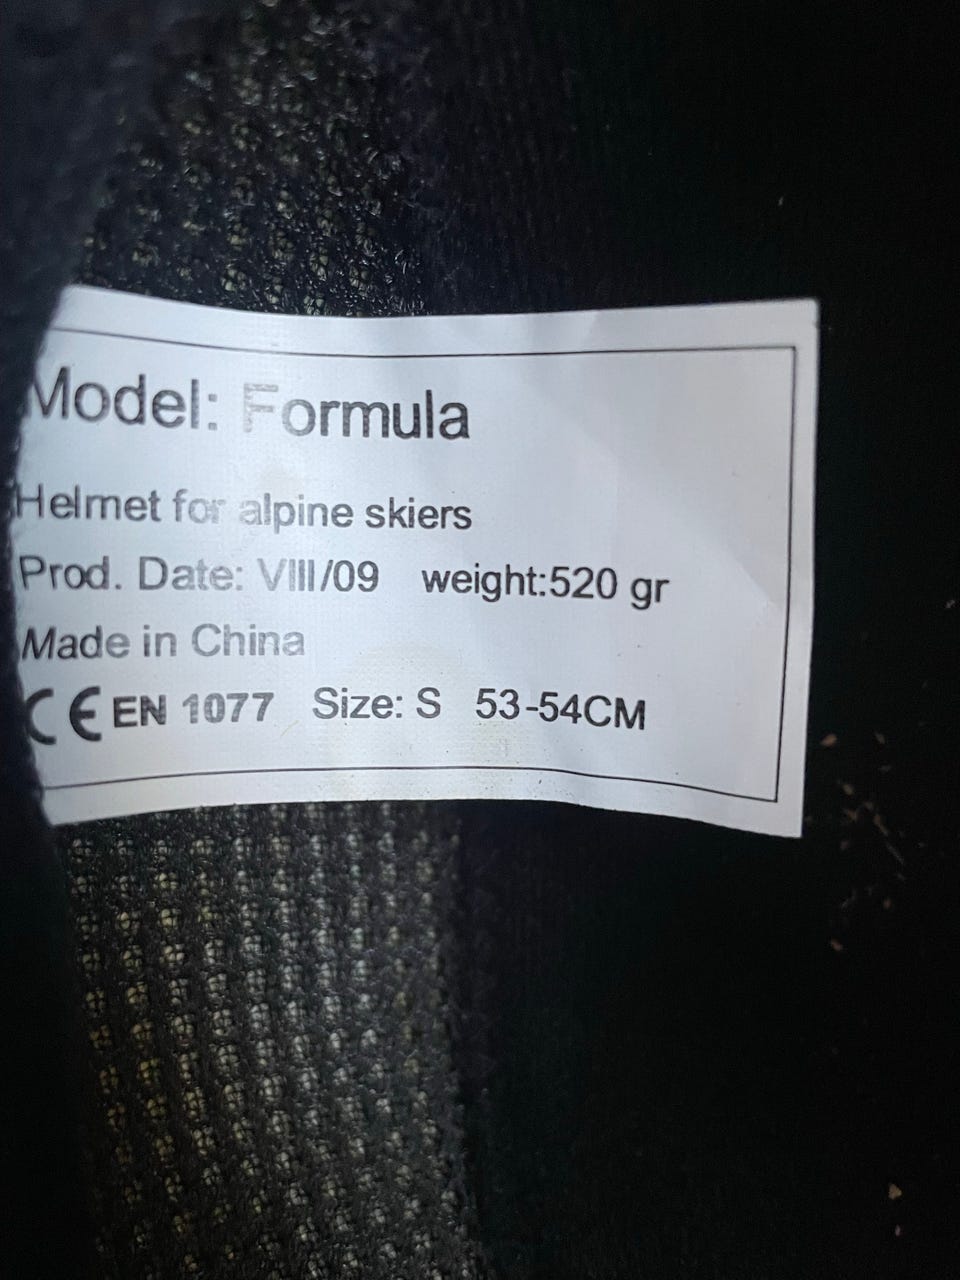 Model: Formula
Helmet for alpine skiers
Prod. Date: VIII/09 weight:520 gr
Made in China
CE EN 1077 Size: S 53-54CM